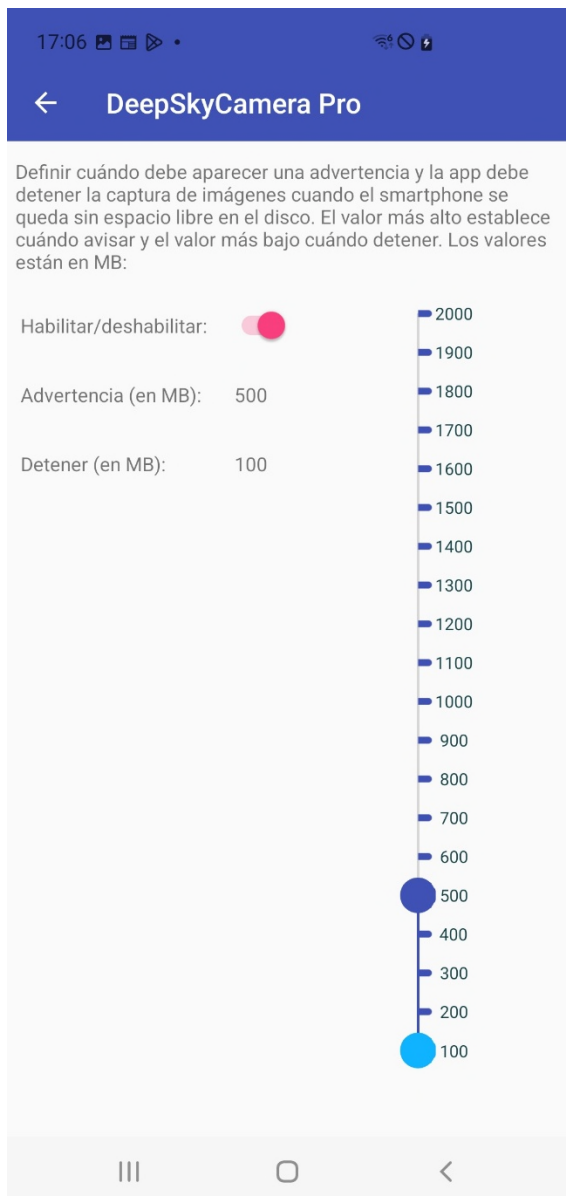 17:06
DeepSkyCamera Pro
Definir cuándo debe aparecer una advertencia y la app debe
detener la captura de imágenes cuando el smartphone se
queda sin espacio libre en el disco. El valor más alto establece
cuándo avisar y el valor más bajo cuándo detener. Los valores
están en MB:
Habilitar/deshabilitar:
Advertencia (en MB): 500
Detener (en MB): 100
2000
1900
1800
1700
1600
1500
1400
1300
1200
1100
1000
900
800
700
600
500
400
300
200
100